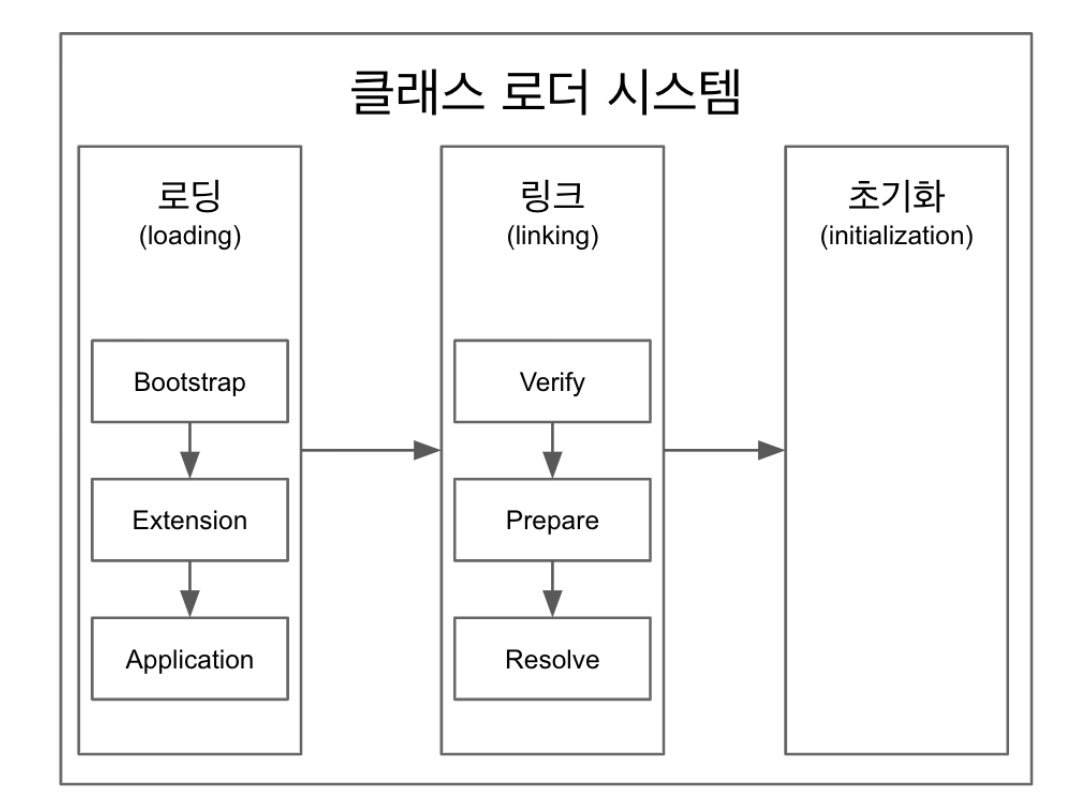 클래스 로더 시스템
로딩
(loading)
Bootstrap
Extension
Application
링크
(linking)
Verify
Prepare
Resolve
초기화
(initialization)